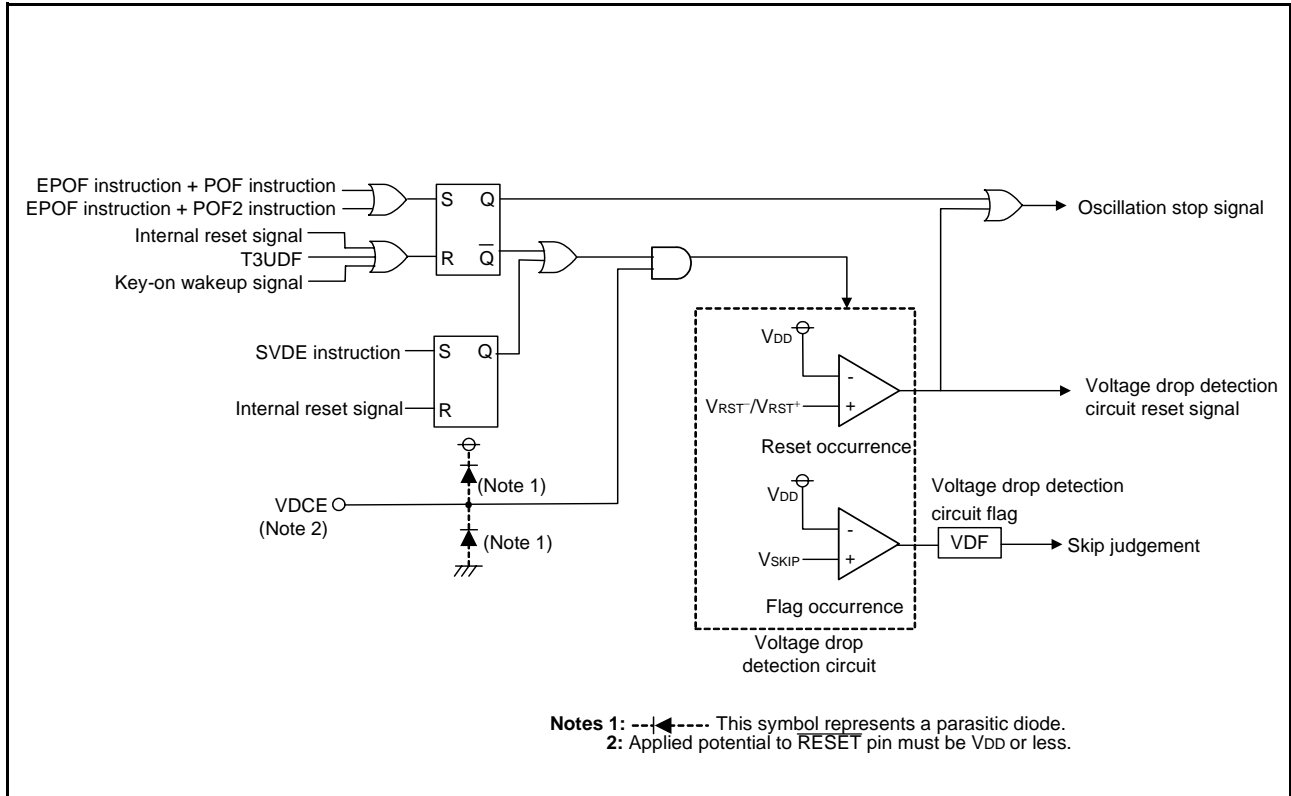 EPOF instruction + POF instruction
EPOF instruction + POF2 instruction
S Q
Oscillation stop signal
Internal reset signal
T3UDF
Key-on wakeup signal
R Q̅
SVDE instruction
S Q
Internal reset signal
R
VDD
-
VRST⁻/VRST⁺
+
Reset occurrence
Voltage drop detection
circuit reset signal
(Note 1)
VDCE
(Note 2)
(Note 1)
VDD
-
VSKIP
+
Flag occurrence
Voltage drop detection
circuit flag
VDF
Skip judgement
Voltage drop
detection circuit
Notes 1: This symbol represents a parasitic diode.
2: Applied potential to R̅E̅S̅E̅T̅ pin must be VDD or less.